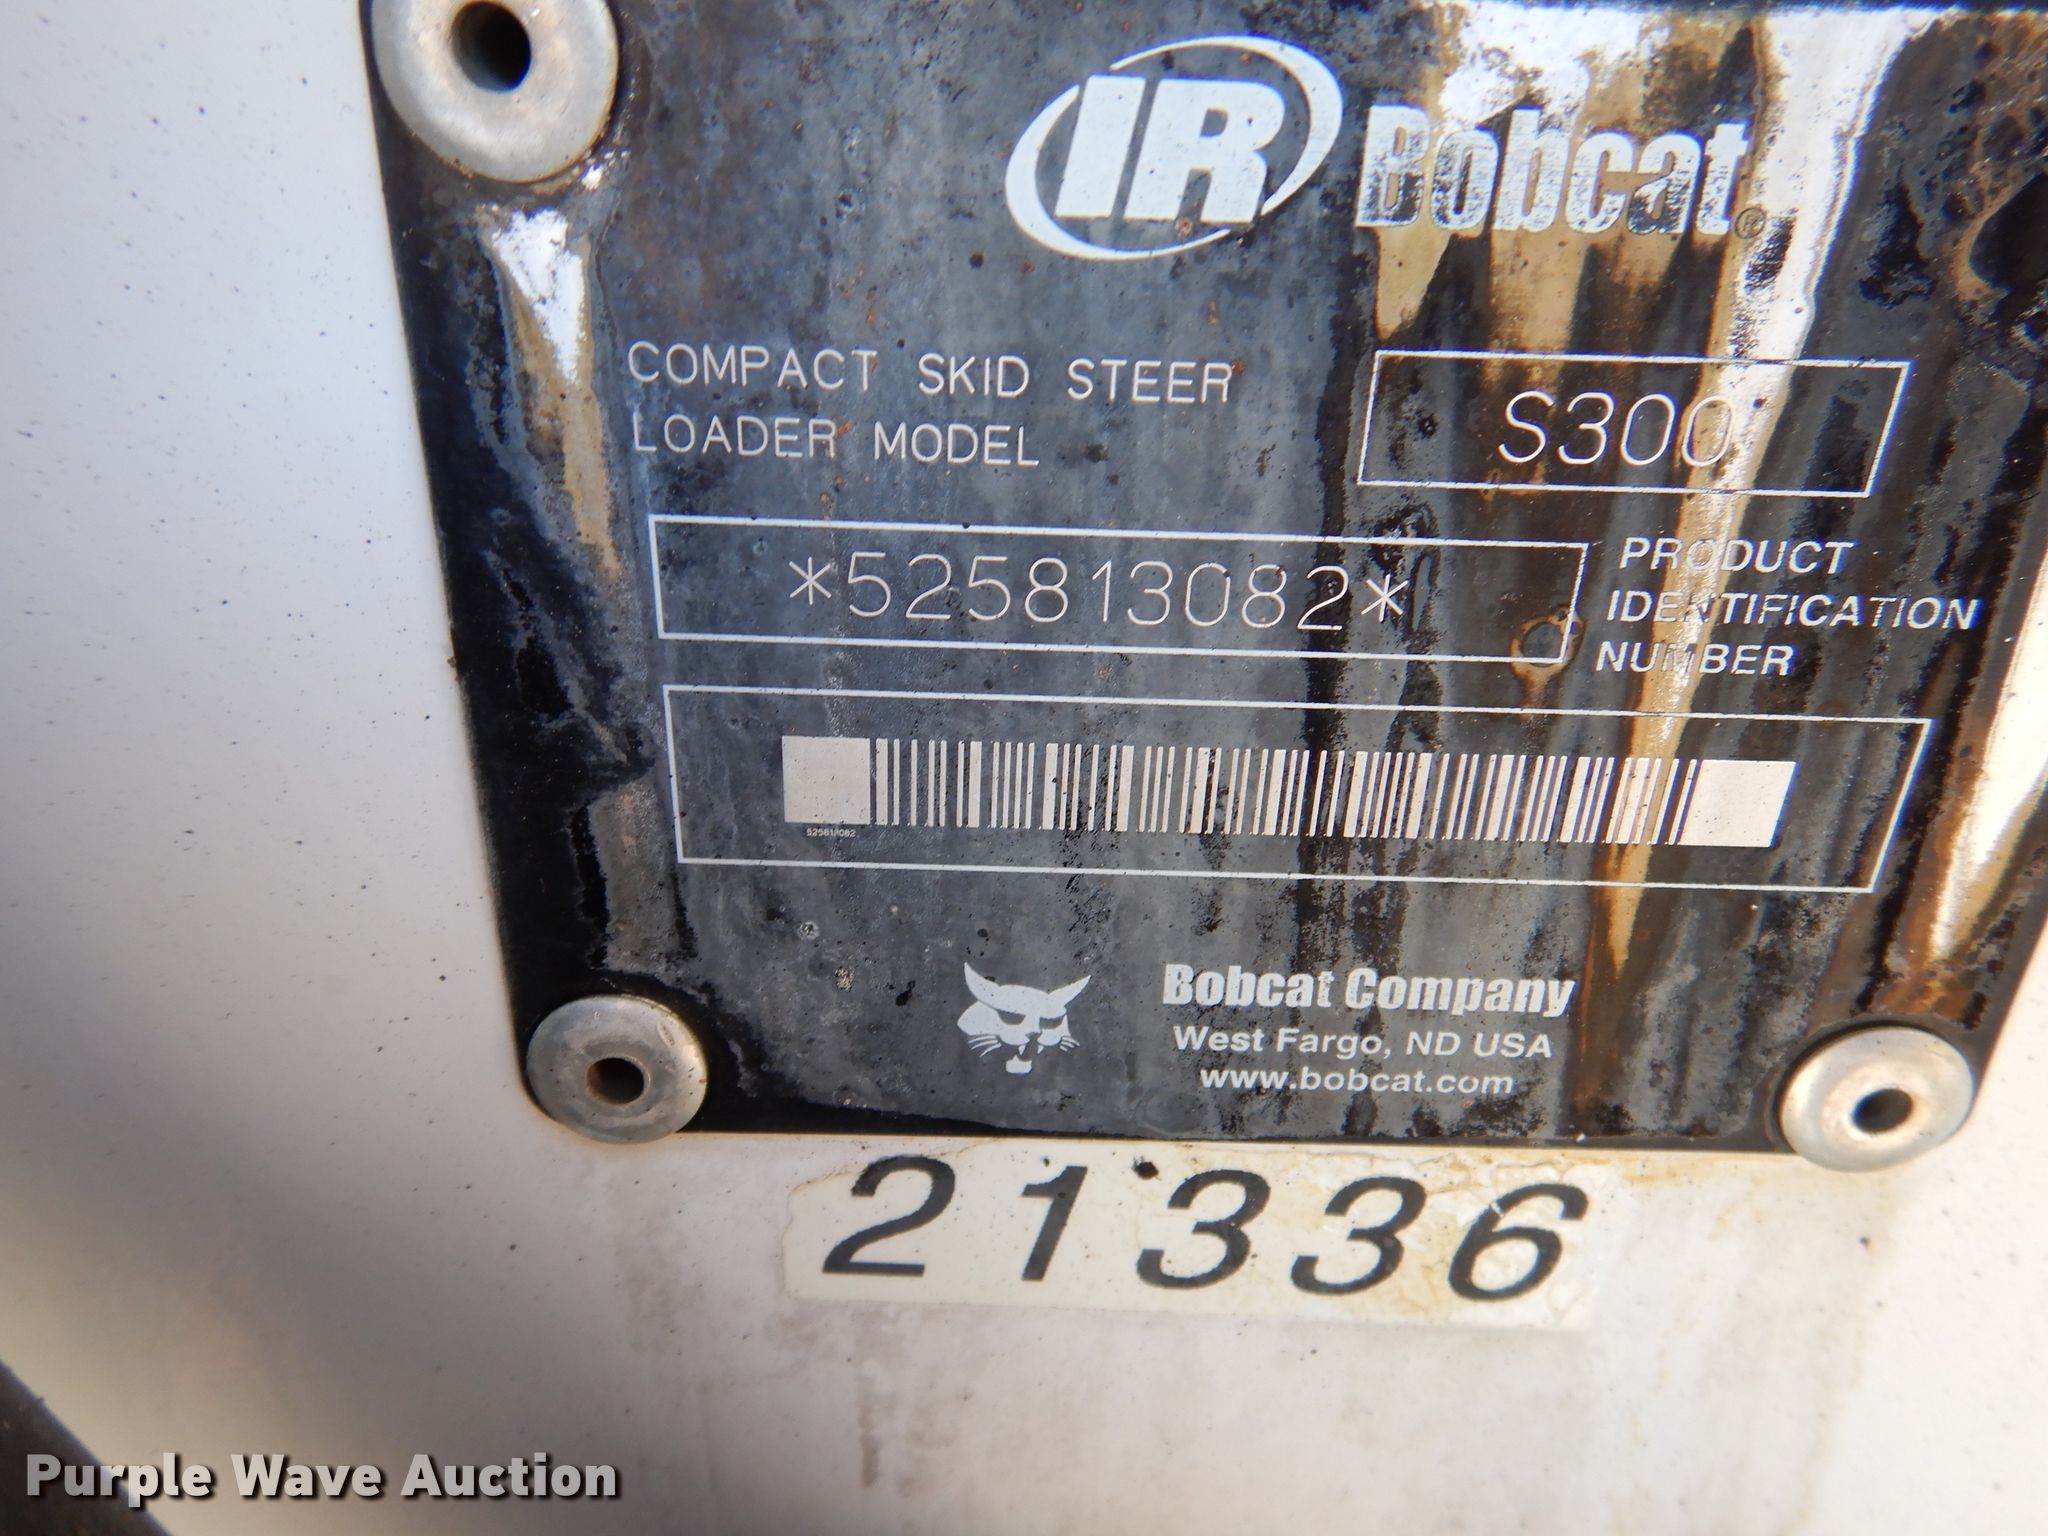 IR Bobcat®
COMPACT SKID STEER
LOADER MODEL
S300
*525813082*
PRODUCT
IDENTIFICATION
NUMBER
525813082
Bobcat Company
West Fargo, ND USA
www.bobcat.com
21336
Purple Wave Auction